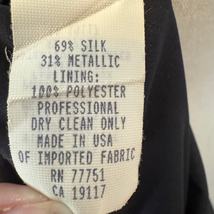 69% SILK
31% METALLIC
LINING:
100% POLYESTER
PROFESSIONAL
DRY CLEAN ONLY
MADE IN USA
OF IMPORTED FABRIC
RN 77751
CA 19117